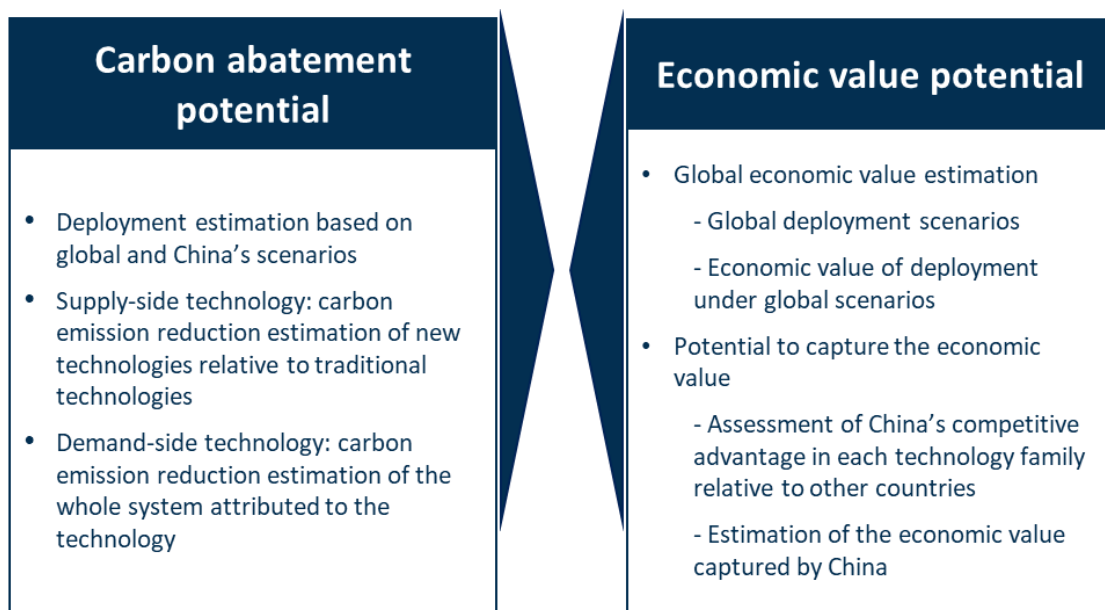 Carbon abatement
potential
• Deployment estimation based on
global and China's scenarios
• Supply-side technology: carbon
emission reduction estimation of new
technologies relative to traditional
technologies
• Demand-side technology: carbon
emission reduction estimation of the
whole system attributed to the
technology
Economic value potential
• Global economic value estimation
- Global deployment scenarios
- Economic value of deployment
under global scenarios
• Potential to capture the economic
value
- Assessment of China's competitive
advantage in each technology family
relative to other countries
- Estimation of the economic value
captured by China